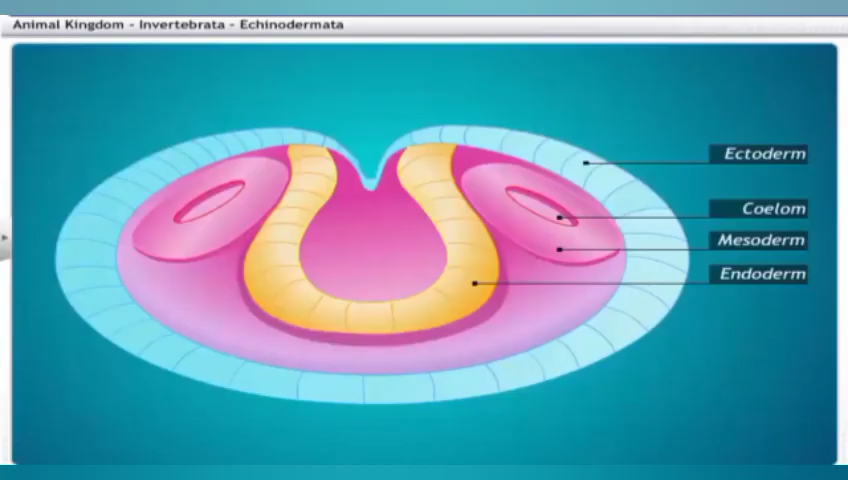 Animal Kingdom - Invertebrata - Echinodermata
Ectoderm
Coelom
Mesoderm
Endoderm